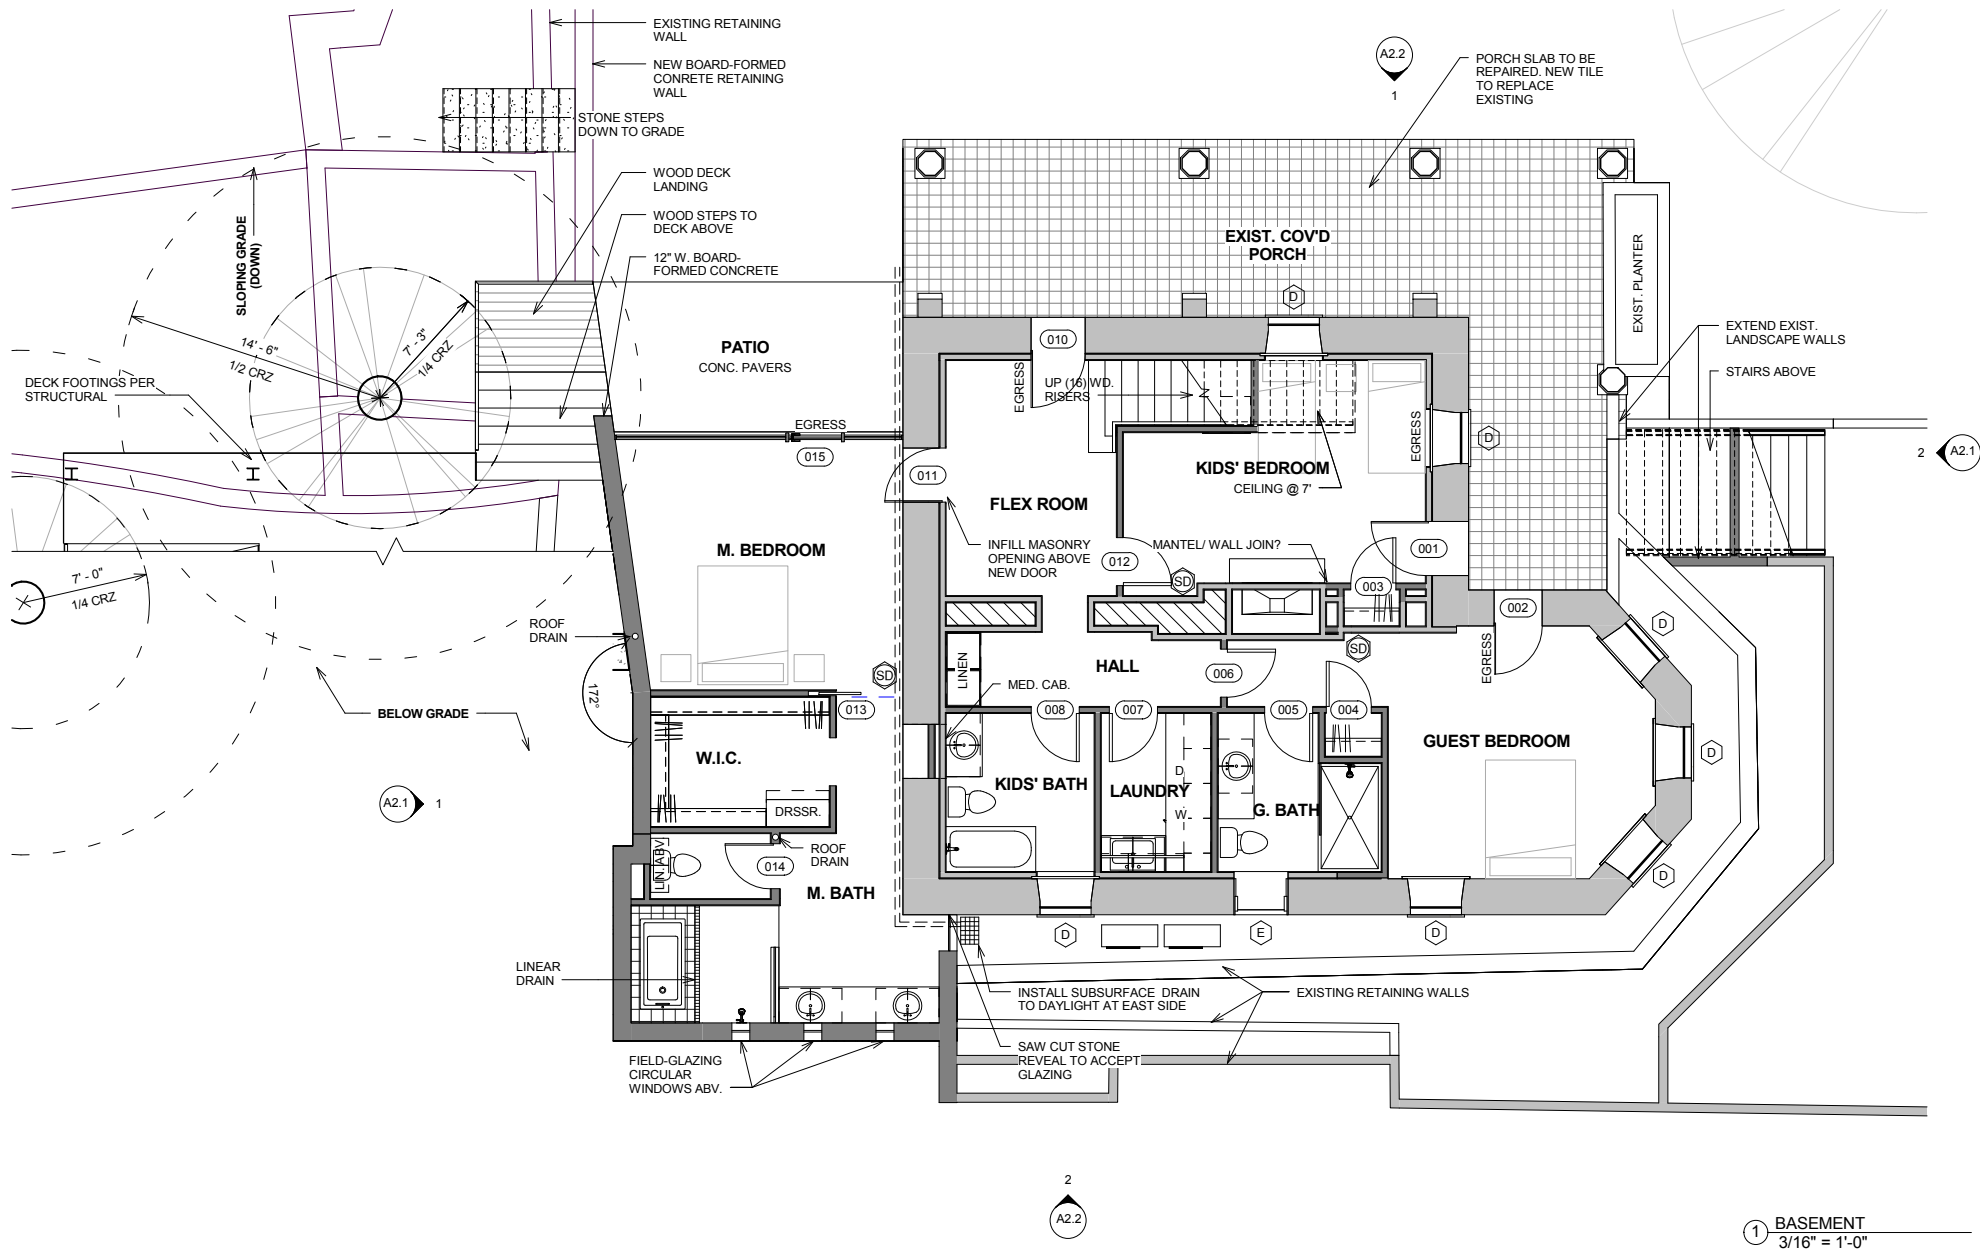 EXISTING RETAINING
WALL
NEW BOARD-FORMED
CONRETE RETAINING
WALL
STONE STEPS
DOWN TO GRADE
WOOD DECK
LANDING
WOOD STEPS TO
DECK ABOVE
12" W. BOARD-
FORMED CONCRETE
SLOPING GRADE
(DOWN)
14' - 6"
1/2 CRZ
7' - 3"
1/4 CRZ
DECK FOOTINGS PER
STRUCTURAL
7' - 0"
1/4 CRZ
A2.2
1
PORCH SLAB TO BE
REPAIRED. NEW TILE
TO REPLACE
EXISTING
EXIST. COV'D
PORCH
D
EXIST. PLANTER
EXTEND EXIST.
LANDSCAPE WALLS
STAIRS ABOVE
2
A2.1
PATIO
CONC. PAVERS
EGRESS
015
010
EGRESS
UP (16) WD.
RISERS
011
FLEX ROOM
KIDS' BEDROOM
CEILING @ 7'
EGRESS
D
M. BEDROOM
INFILL MASONRY
OPENING ABOVE
NEW DOOR
012
MANTEL/ WALL JOIN?
SD
001
003
002
EGRESS
D
ROOF
DRAIN
172°
BELOW GRADE
SD
LINEN
HALL
MED. CAB.
006
SD
013
008
007
005
004
GUEST BEDROOM
D
W.I.C.
DRSSR.
KIDS' BATH
LAUNDRY
D
W.
G. BATH
A2.1
1
LIN. ABV
014
ROOF
DRAIN
M. BATH
D
D
E
D
LINEAR
DRAIN
INSTALL SUBSURFACE DRAIN
TO DAYLIGHT AT EAST SIDE
EXISTING RETAINING WALLS
SAW CUT STONE
REVEAL TO ACCEPT
GLAZING
FIELD-GLAZING
CIRCULAR
WINDOWS ABV.
2
A2.2
1
BASEMENT
3/16" = 1'-0"